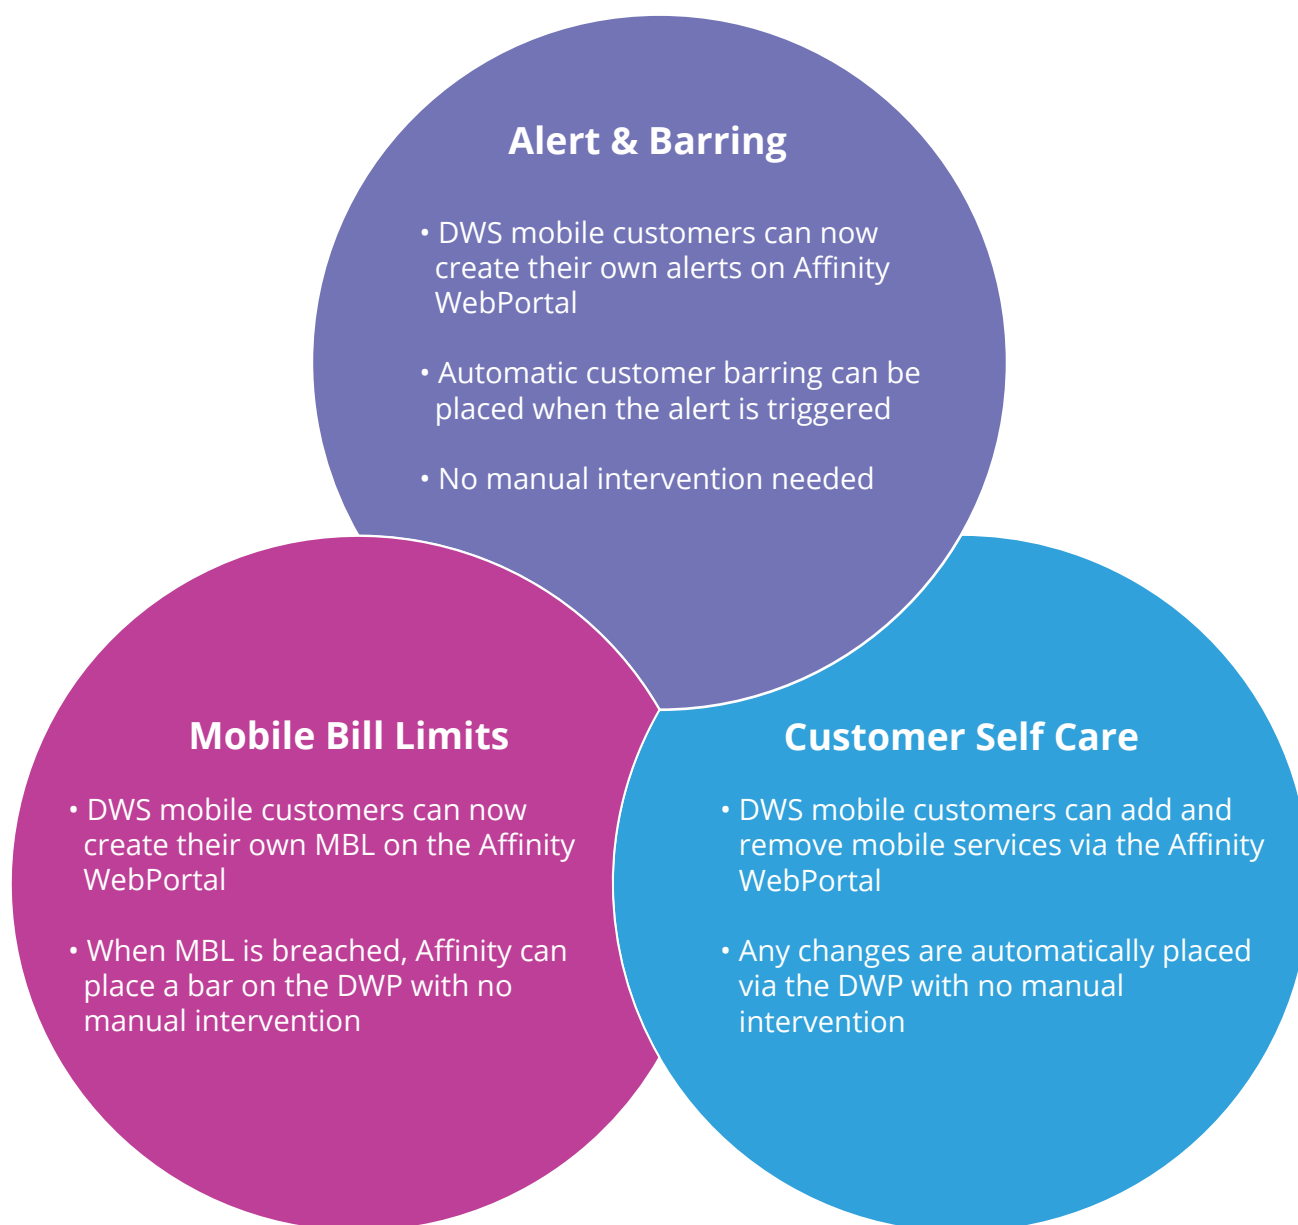 Alert & Barring
• DWS mobile customers can now
create their own alerts on Affinity
WebPortal
• Automatic customer barring can be
placed when the alert is triggered
• No manual intervention needed
Mobile Bill Limits
• DWS mobile customers can now
create their own MBL on the Affinity
WebPortal
• When MBL is breached, Affinity can
place a bar on the DWP with no
manual intervention
Customer Self Care
• DWS mobile customers can add and
remove mobile services via the Affinity
WebPortal
• Any changes are automatically placed
via the DWP with no manual
intervention